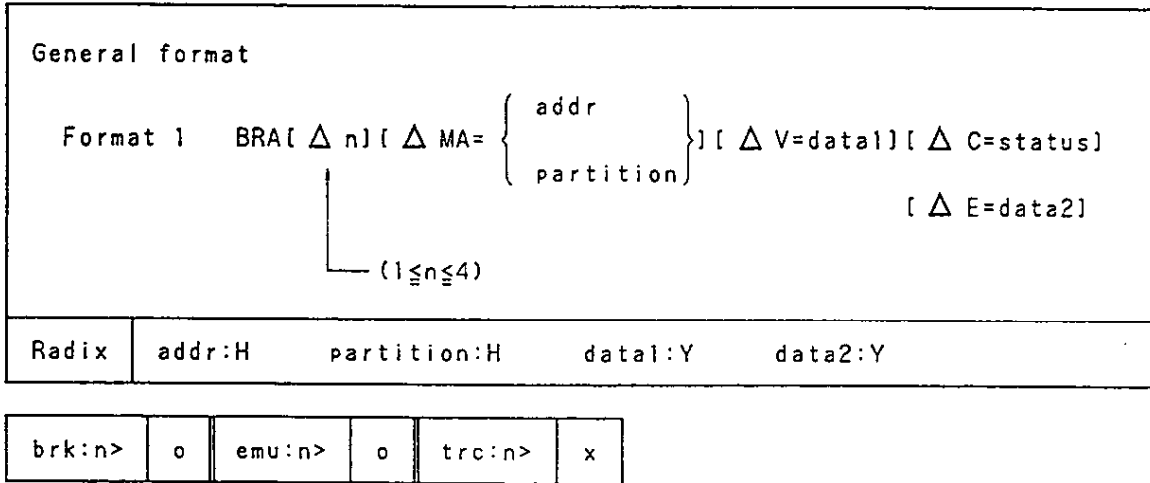 General format
addr
Format 1 BRA[ Δ n][ Δ MA= { } ][ Δ V=data1][ Δ C=status]
partition
[ Δ E=data2]
(1≦n≦4)
Radix addr:H partition:H data1:Y data2:Y
brk:n> o emu:n> o trc:n> x